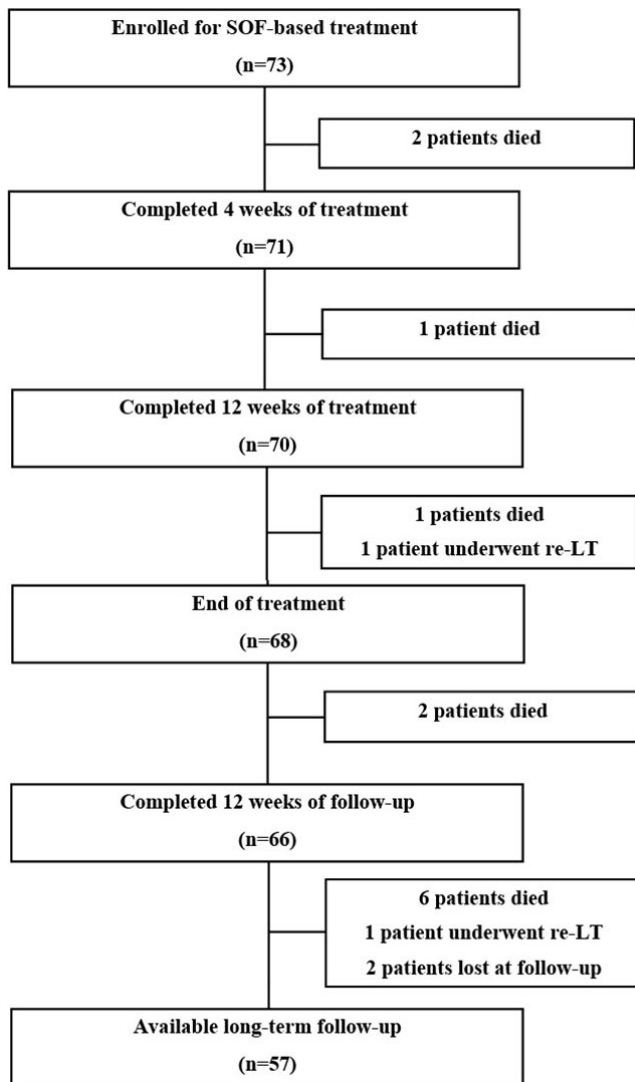 Enrolled for SOF-based treatment
(n=73)
2 patients died
Completed 4 weeks of treatment
(n=71)
1 patient died
Completed 12 weeks of treatment
(n=70)
1 patients died
1 patient underwent re-LT
End of treatment
(n=68)
2 patients died
Completed 12 weeks of follow-up
(n=66)
6 patients died
1 patient underwent re-LT
2 patients lost at follow-up
Available long-term follow-up
(n=57)